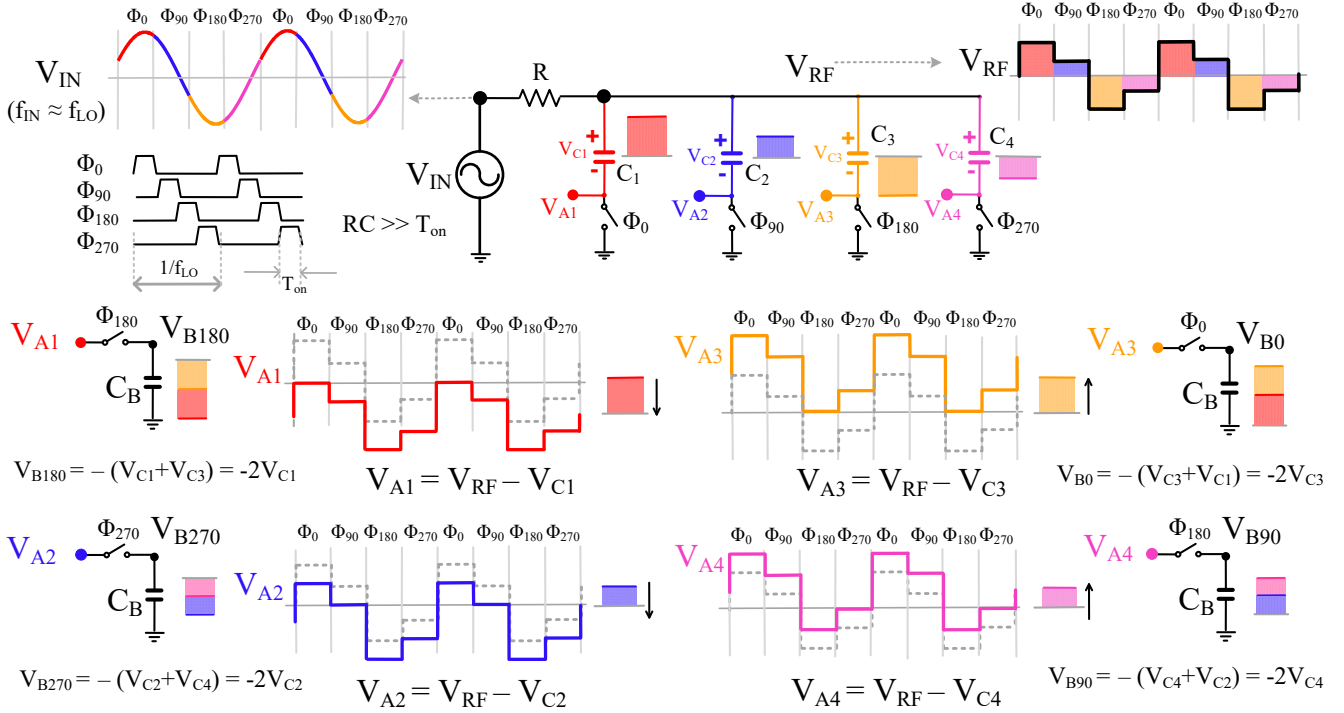 Φ0 Φ90 Φ180 Φ270 Φ0 Φ90 Φ180 Φ270
VIN
(fIN ≈ fLO)
Φ0
Φ90
Φ180
Φ270
1/fLO
Ton
RC >> Ton
VIN
R
VRF
VC1
+
-
C1
VA1
Φ0
VC2
+
-
C2
VA2
Φ90
VC3
+
-
C3
VA3
Φ180
VC4
+
-
C4
VA4
Φ270
Φ0 Φ90 Φ180 Φ270 Φ0 Φ90 Φ180 Φ270
VRF
VA1
Φ180
VB180
CB
VB180 = – (VC1+VC3) = -2VC1
Φ0 Φ90 Φ180 Φ270 Φ0 Φ90 Φ180 Φ270
VA1
VA1 = VRF – VC1
Φ0 Φ90 Φ180 Φ270 Φ0 Φ90 Φ180 Φ270
VA3
VA3 = VRF – VC3
VA3
Φ0
VB0
CB
VB0 = – (VC3+VC1) = -2VC3
VA2
Φ270
VB270
CB
VB270 = – (VC2+VC4) = -2VC2
Φ0 Φ90 Φ180 Φ270 Φ0 Φ90 Φ180 Φ270
VA2
VA2 = VRF – VC2
Φ0 Φ90 Φ180 Φ270 Φ0 Φ90 Φ180 Φ270
VA4
VA4 = VRF – VC4
VA4
Φ180
VB90
CB
VB90 = – (VC4+VC2) = -2VC4